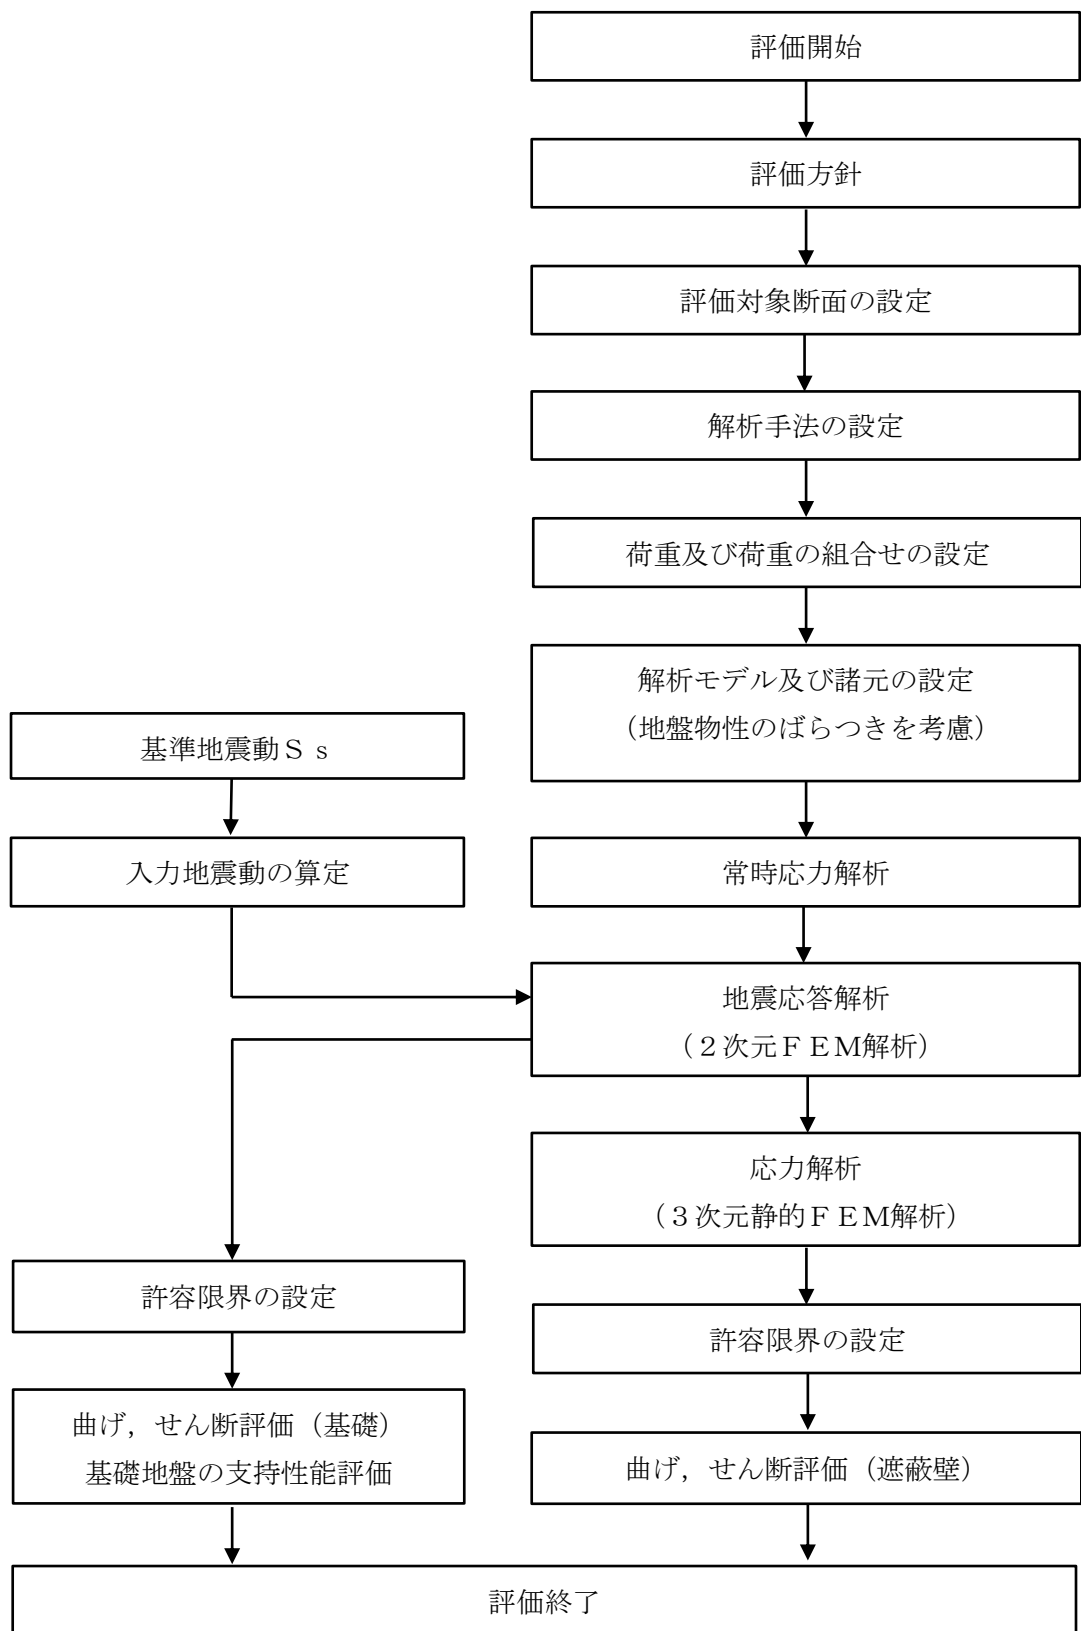 評価開始
評価方針
評価対象断面の設定
解析手法の設定
荷重及び荷重の組合せの設定
解析モデル及び諸元の設定
（地盤物性のばらつきを考慮）
基準地震動Ｓｓ
入力地震動の算定
常時応力解析
地震応答解析
（２次元ＦＥＭ解析）
応力解析
（３次元静的ＦＥＭ解析）
許容限界の設定
許容限界の設定
曲げ，せん断評価（基礎）
基礎地盤の支持性能評価
曲げ，せん断評価（遮蔽壁）
評価終了